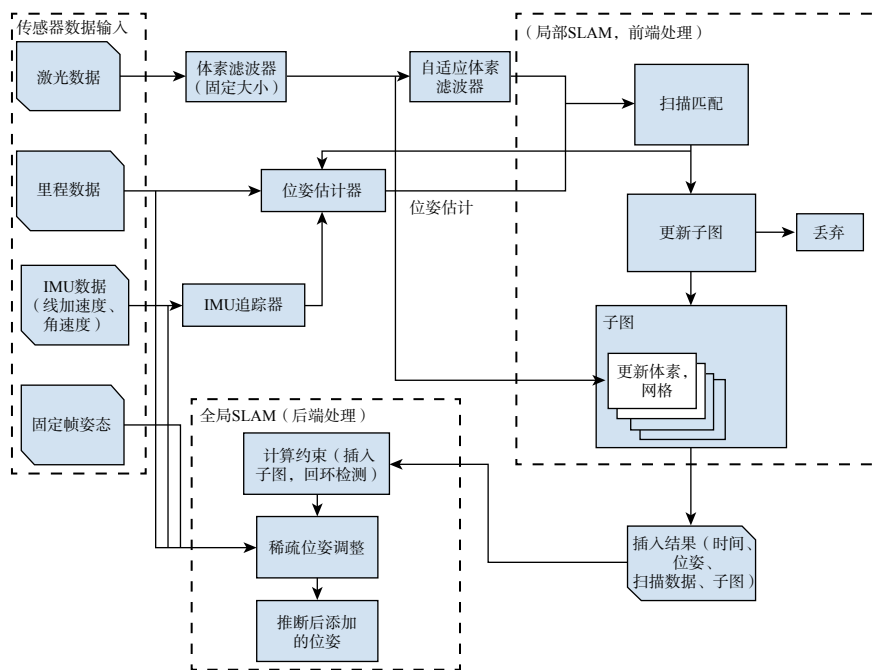 传感器数据输入
(局部SLAM，前端处理)
激光数据
体素滤波器
（固定大小）
自适应体素
滤波器
扫描匹配
里程数据
位姿估计器
位姿估计
更新子图
丢弃
IMU数据
（线加速度、
角速度）
IMU追踪器
子图
更新体素，
网格
固定帧姿态
全局SLAM（后端处理）
计算约束（插入
子图，回环检测）
稀疏位姿调整
插入结果（时间、
位姿、
扫描数据、子图）
推断后添加
的位姿